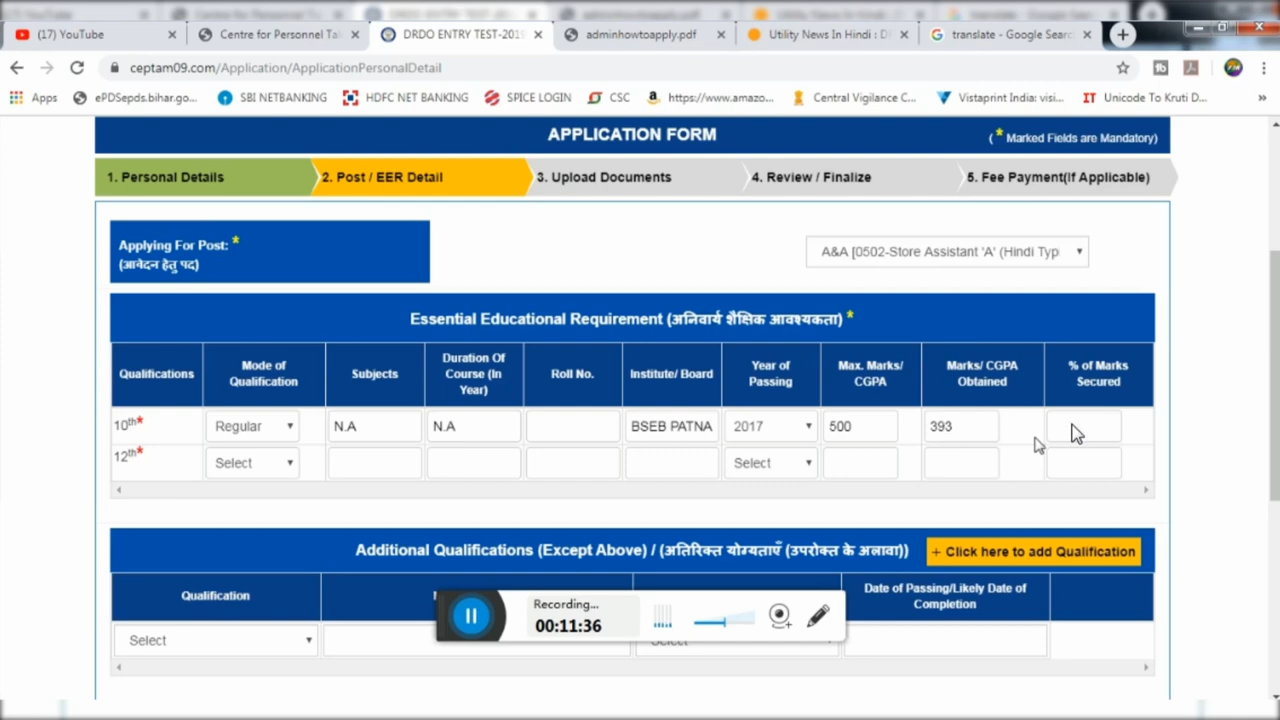 (17) YouTube
Centre for Personnel Tal
DRDO ENTRY TEST-2019
adminhowtoapply.pdf
Utility News In Hindi : Di
translate - Google Searc
ceptam09.com/Application/ApplicationPersonalDetail
Apps
ePDSepds.bihar.go...
SBI NETBANKING
HDFC NET BANKING
SPICE LOGIN
CSC
https://www.amazo...
Central Vigilance C...
Vistaprint India: visi...
IT Unicode To Kruti D...
»
APPLICATION FORM
( * Marked Fields are Mandatory)
1. Personal Details
2. Post / EER Detail
3. Upload Documents
4. Review / Finalize
5. Fee Payment(If Applicable)
Applying For Post: *
(आवेदन हेतु पद)
A&A [0502-Store Assistant 'A' (Hindi Typ
Essential Educational Requirement (अनिवार्य शैक्षिक आवश्यकता) *
Qualifications
Mode of
Qualification
Subjects
Duration Of
Course (In
Year)
Roll No.
Institute/ Board
Year of
Passing
Max. Marks/
CGPA
Marks/ CGPA
Obtained
% of Marks
Secured
10th* Regular N.A N.A BSEB PATNA 2017 500 393
12th* Select Select
Additional Qualifications (Except Above) / (अतिरिक्त योग्यताएँ (उपरोक्त के अलावा))
+ Click here to add Qualification
Qualification
Date of Passing/Likely Date of
Completion
Select
Select
Recording...
00:11:36